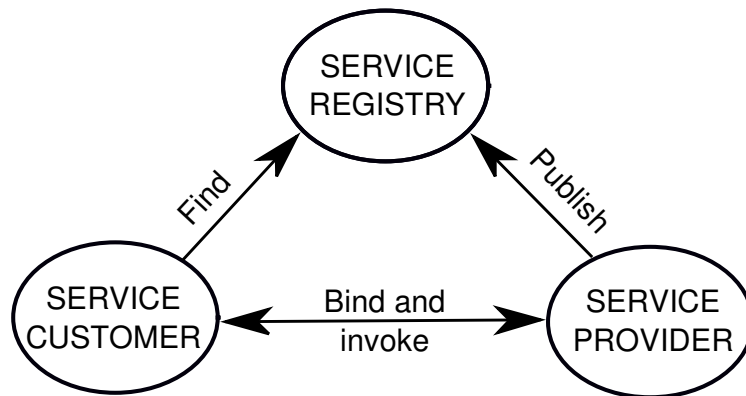 SERVICE
REGISTRY
Find
Publish
SERVICE
CUSTOMER
Bind and
invoke
SERVICE
PROVIDER